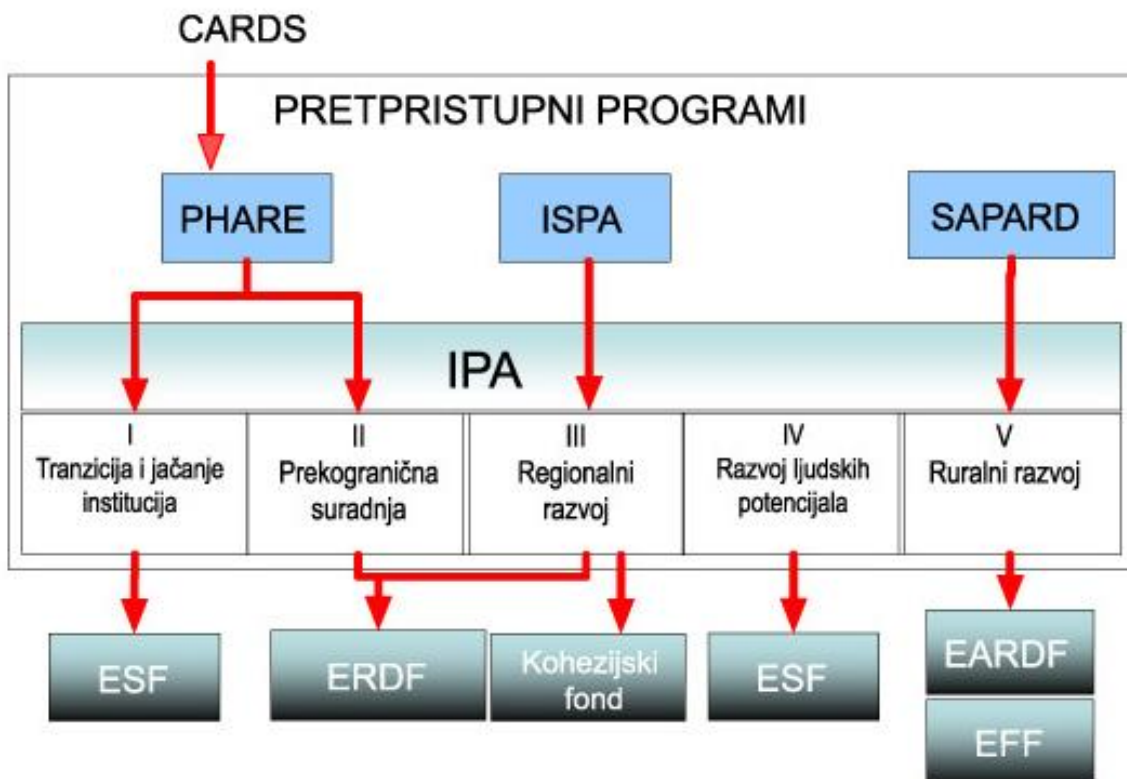 CARDS
PRETPRISTUPNI PROGRAMI
PHARE
ISPA
SAPARD
IPA
I
Tranzicija i jačanje
institucija
II
Prekogranična
suradnja
III
Regionalni
razvoj
IV
Razvoj ljudskih
potencijala
V
Ruralni razvoj
ESF
ERDF
Kohezijski
fond
ESF
EARDF
EFF